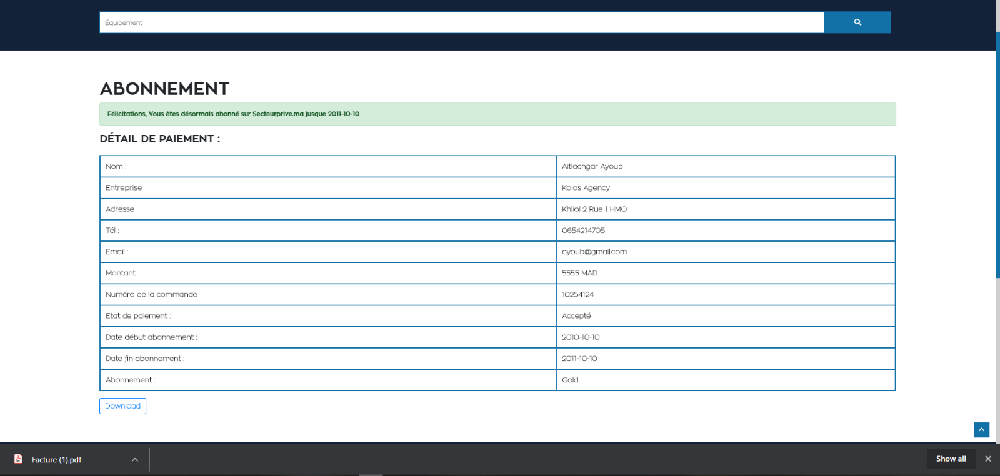 Équipement
ABONNEMENT
Félicitations, Vous êtes désormais abonné sur Secteurprive.ma jusque 2011-10-10
DÉTAIL DE PAIEMENT :
Nom : Aitlachgar Ayoub
Entreprise Koios Agency
Adresse : Khliol 2 Rue 1 HMO
Tél : 0654214705
Email : ayoub@gmail.com
Montant: 5555 MAD
Numéro de la commande 10254124
Etat de paiement : Accepté
Date début abonnement : 2010-10-10
Date fin abonnement : 2011-10-10
Abonnement : Gold
Download
Facture (1).pdf
Show all